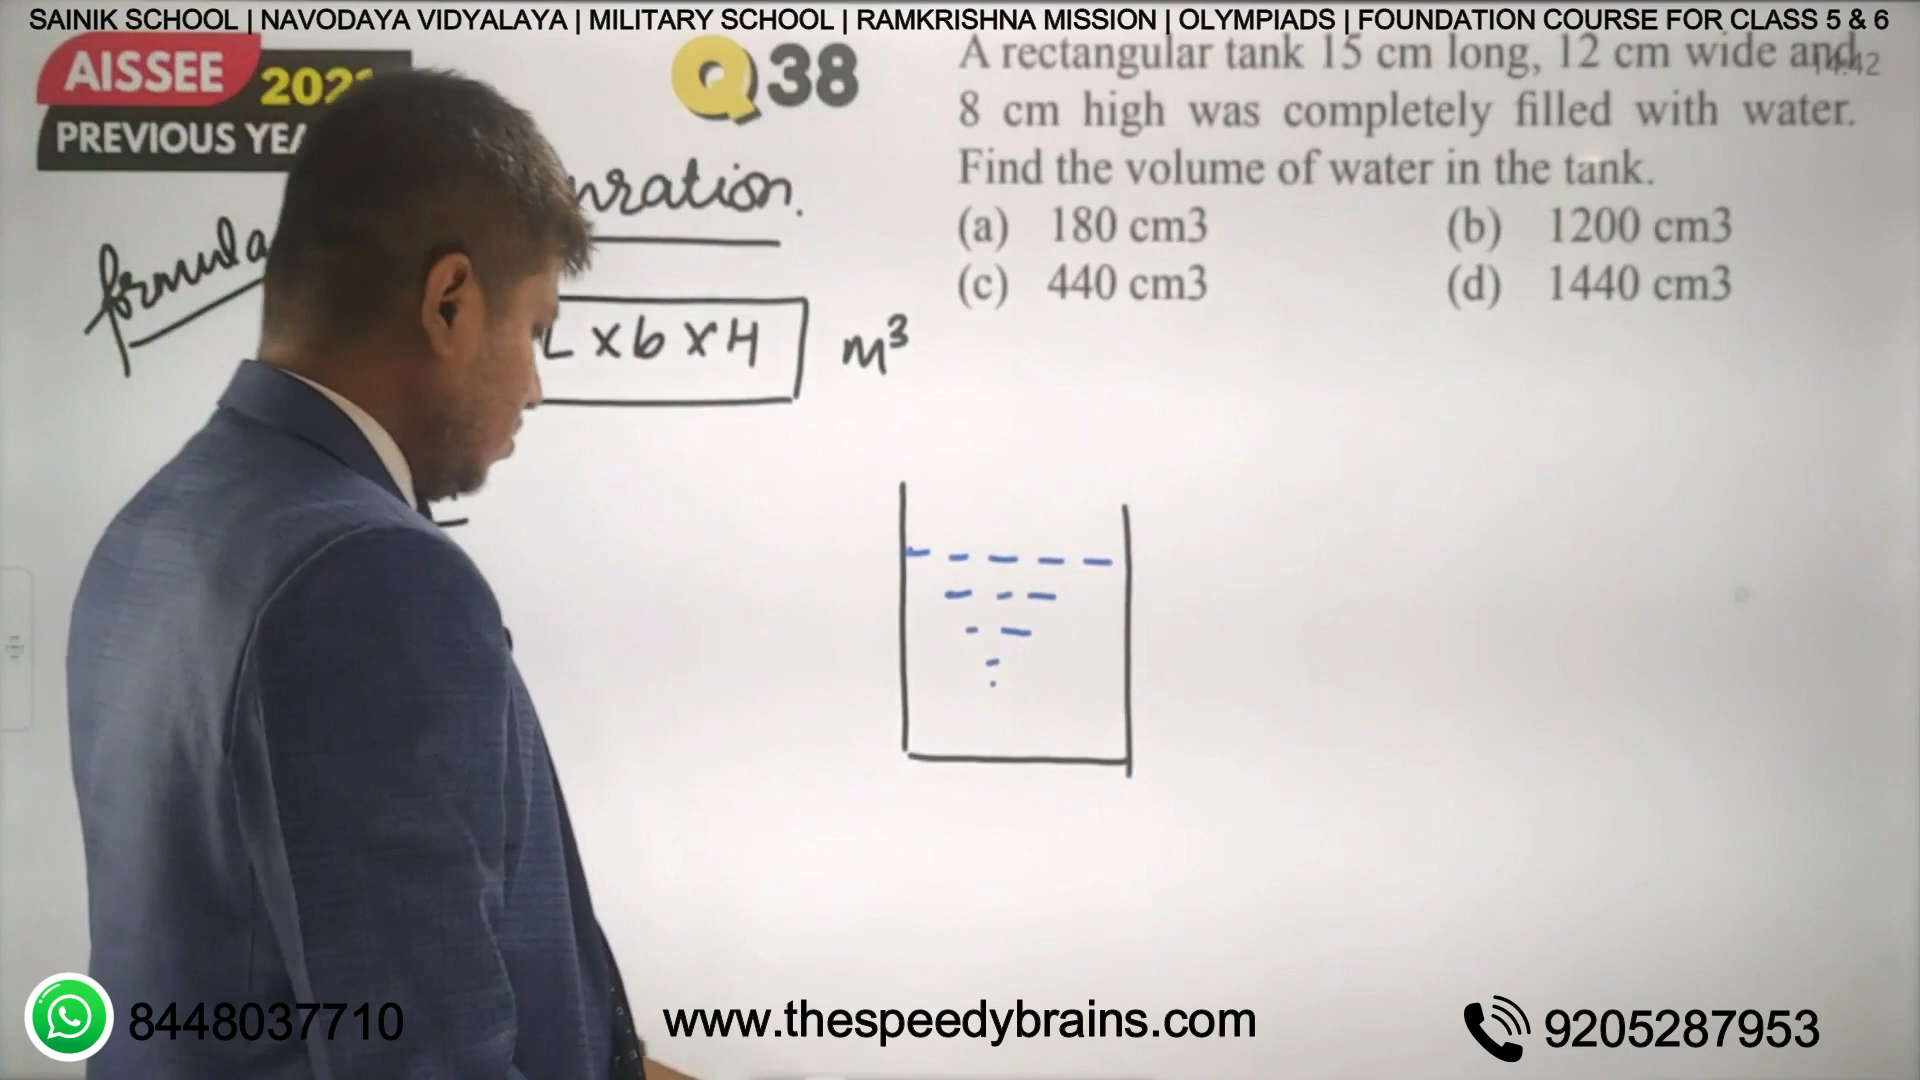 SAINIK SCHOOL | NAVODAYA VIDYALAYA | MILITARY SCHOOL | RAMKRISHNA MISSION | OLYMPIADS | FOUNDATION COURSE FOR CLASS 5 & 6
AISSEE
PREVIOUS
Q38
A rectangular tank 15 cm long, 12 cm wide and
8 cm high was completely filled with water.
Find the volume of water in the tank.
(a) 180 cm3 (b) 1200 cm3
(c) 440 cm3 (d) 1440 cm3
formula
L × b × H m³
8448037710
www.thespeedybrains.com
9205287953